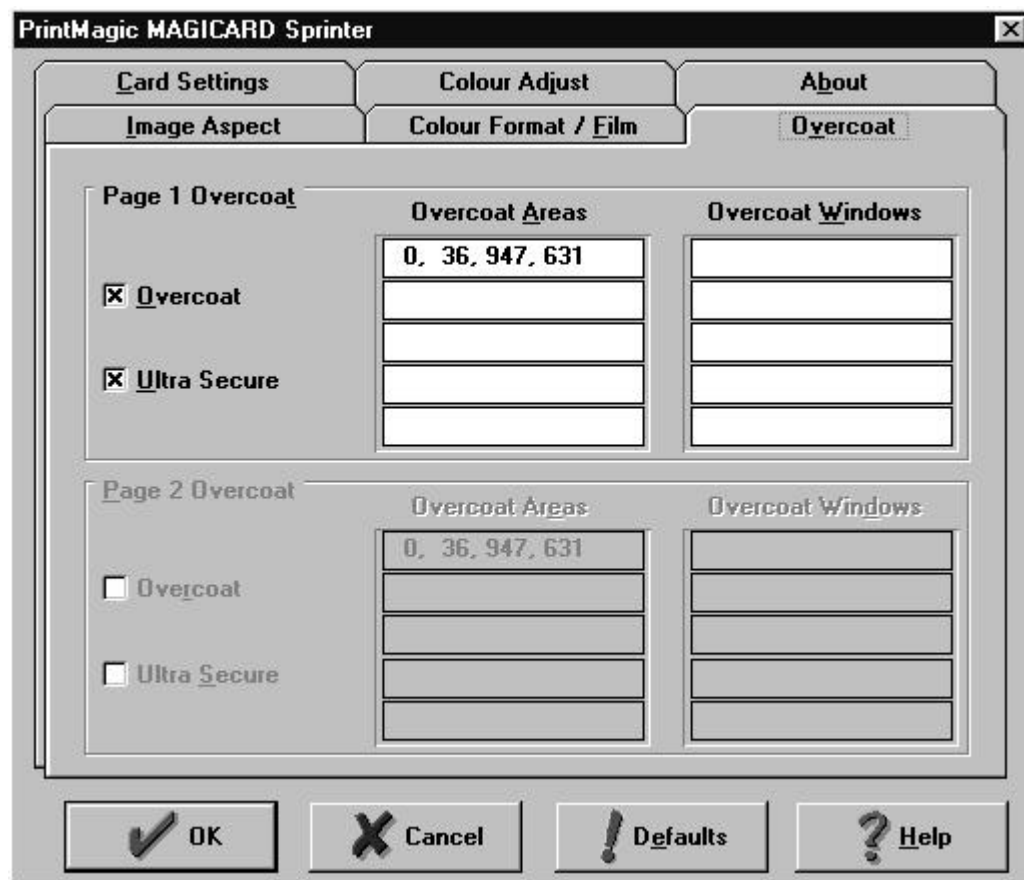 PrintMagic MAGICARD Sprinter
Card Settings
Colour Adjust
About
Image Aspect
Colour Format / Film
Overcoat
Page 1 Overcoat
Overcoat Areas
Overcoat Windows
0, 36, 947, 631
Overcoat
Ultra Secure
Page 2 Overcoat
Overcoat Areas
Overcoat Windows
0, 36, 947, 631
Overcoat
Ultra Secure
OK
Cancel
Defaults
Help